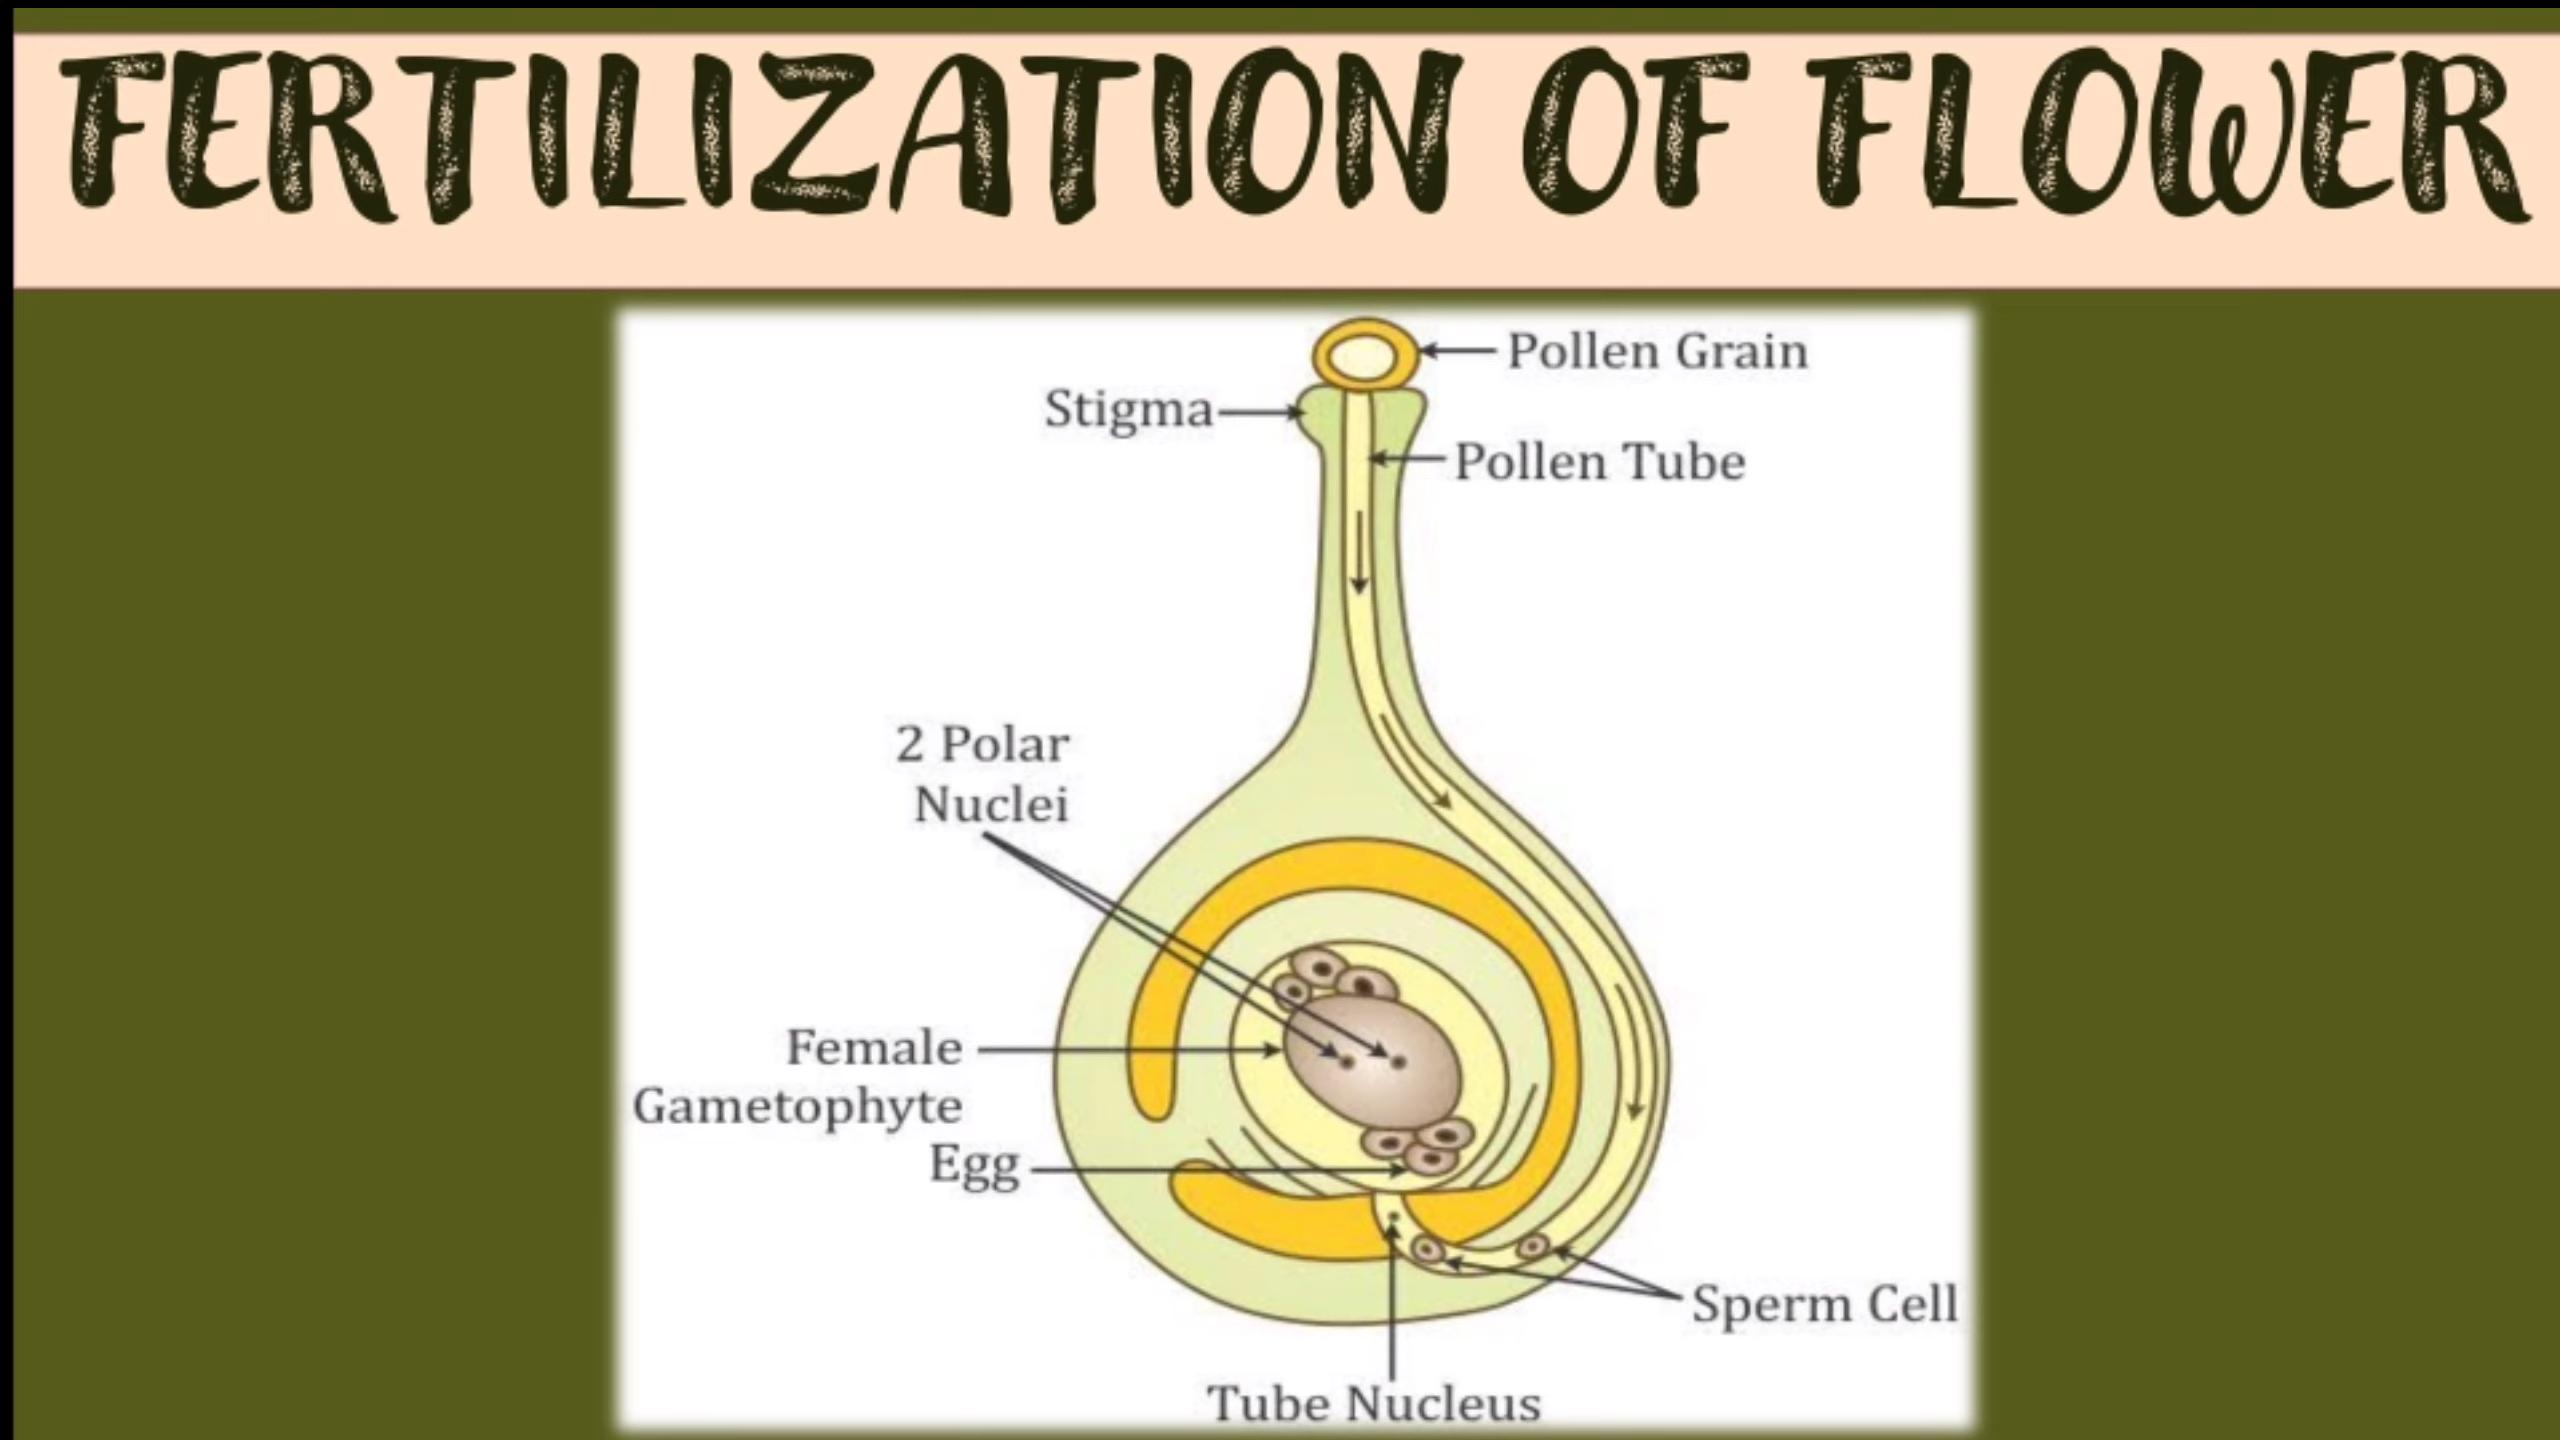 FERTILIZATION OF FLOWER
Pollen Grain
Stigma
Pollen Tube
2 Polar
Nuclei
Female
Gametophyte
Egg
Sperm Cell
Tube Nucleus